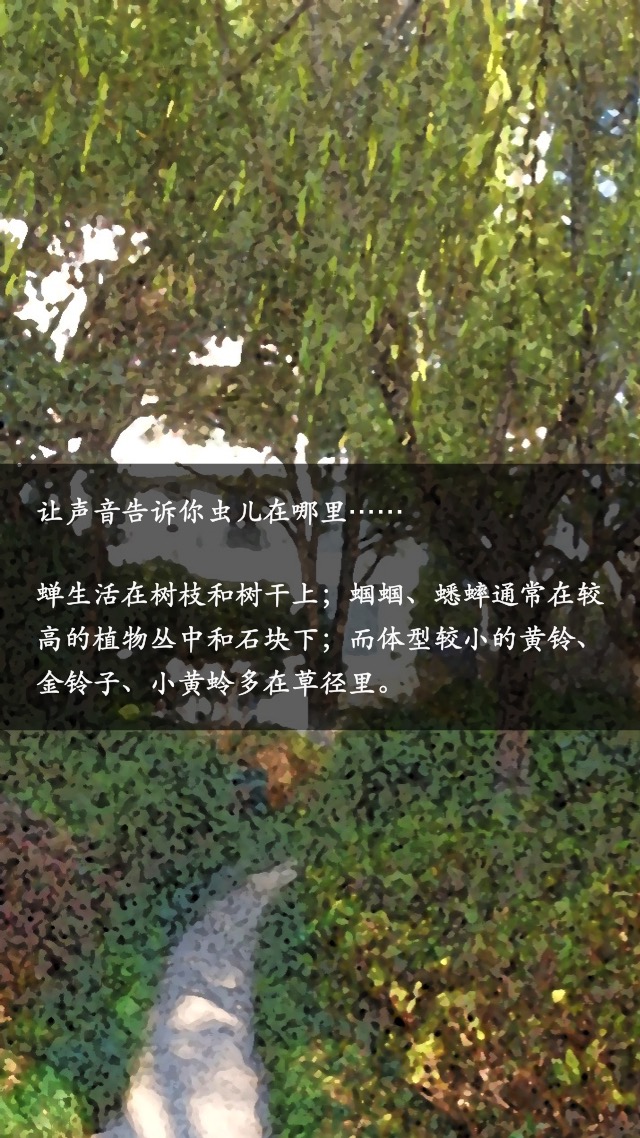 让声音告诉你虫儿在哪里……
蝉生活在树枝和树干上；蝈蝈、蟋蟀通常在较
高的植物丛中和石块下；而体型较小的黄铃、
金铃子、小黄蛉多在草径里。